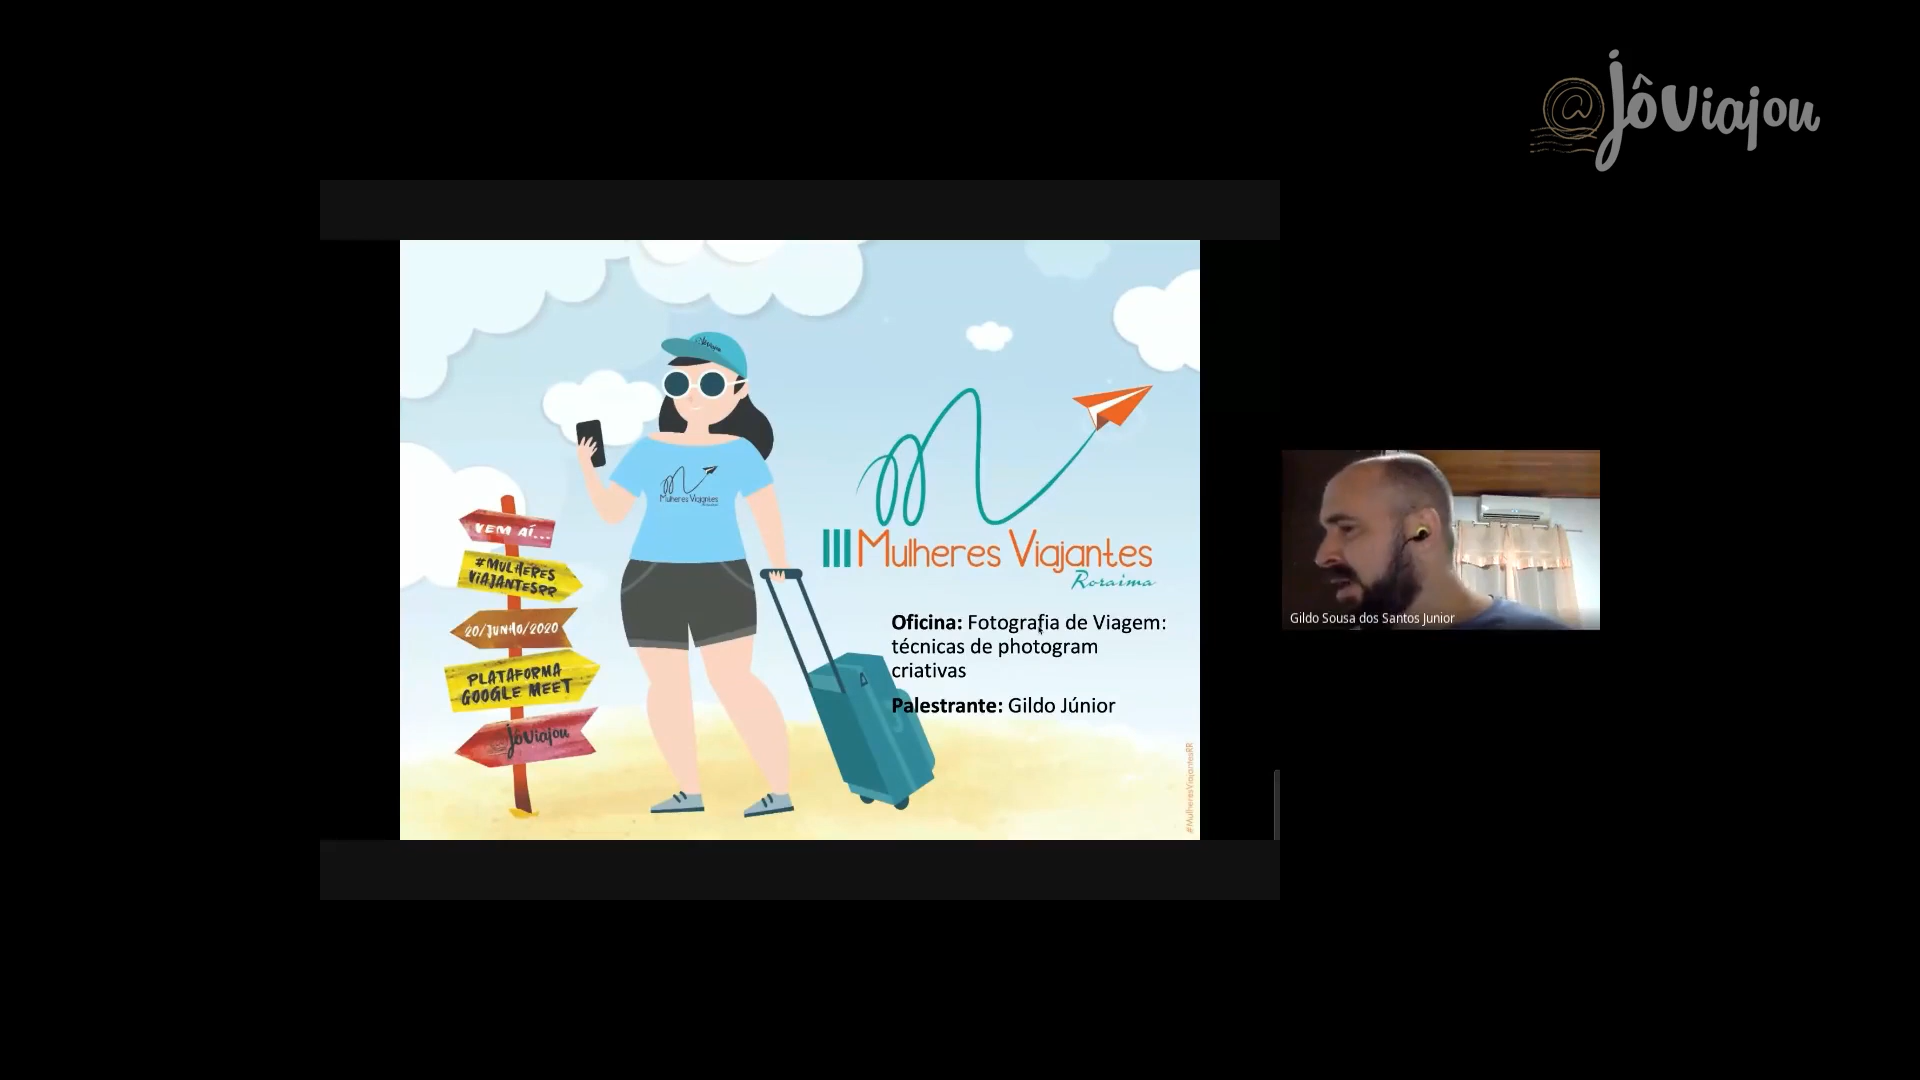 @jôviajou
VEM AÍ...
#MULHERES
VIAJANTESRR
20/JUNHO/2020
PLATAFORMA
GOOGLE MEET
@jôviajou
Mulheres Viajantes
III Mulheres Viajantes
Roraima
Oficina: Fotografia de Viagem:
técnicas de photogram
criativas
Palestrante: Gildo Júnior
#MulheresViajantesRR
Gildo Sousa dos Santos Junior